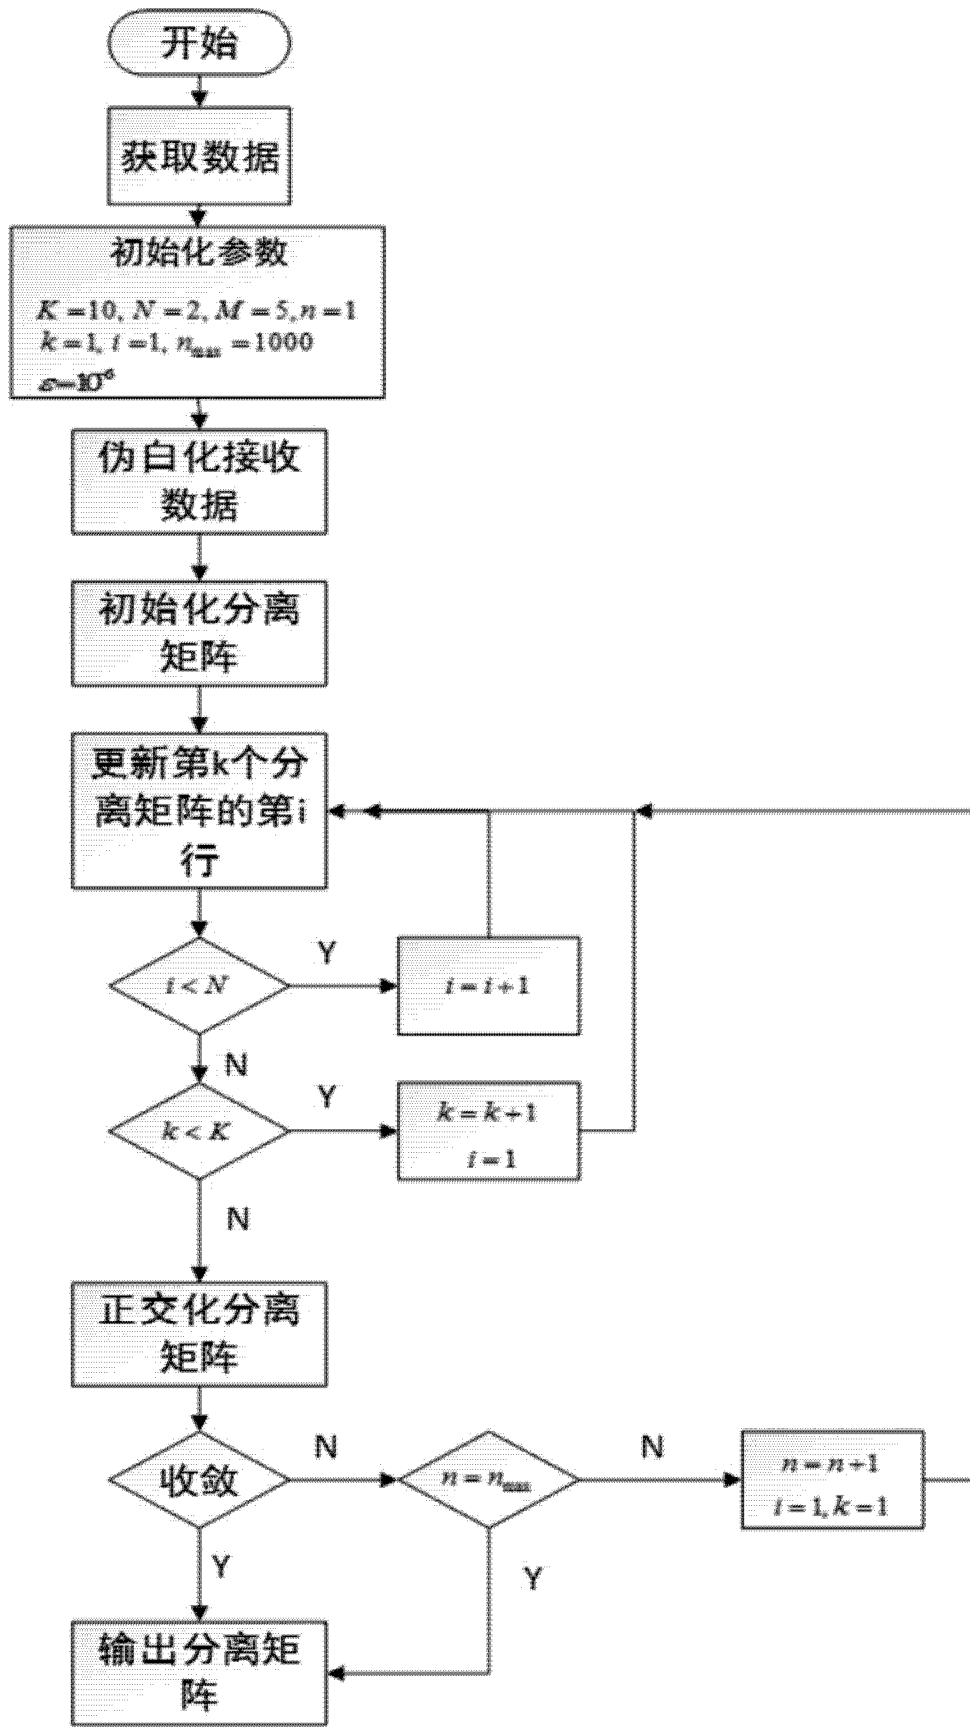 开始
获取数据
初始化参数
K=10, N=2, M=5, n=1
k=1, i=1, n_max=1000
ε=10^-6
伪白化接收
数据
初始化分离
矩阵
更新第k个分
离矩阵的第i
行
i<N
Y
i=i+1
N
k<K
Y
k=k+1
i=1
N
正交化分离
矩阵
收敛
N
n=n_max
N
n=n+1
i=1, k=1
Y
Y
输出分离矩
阵